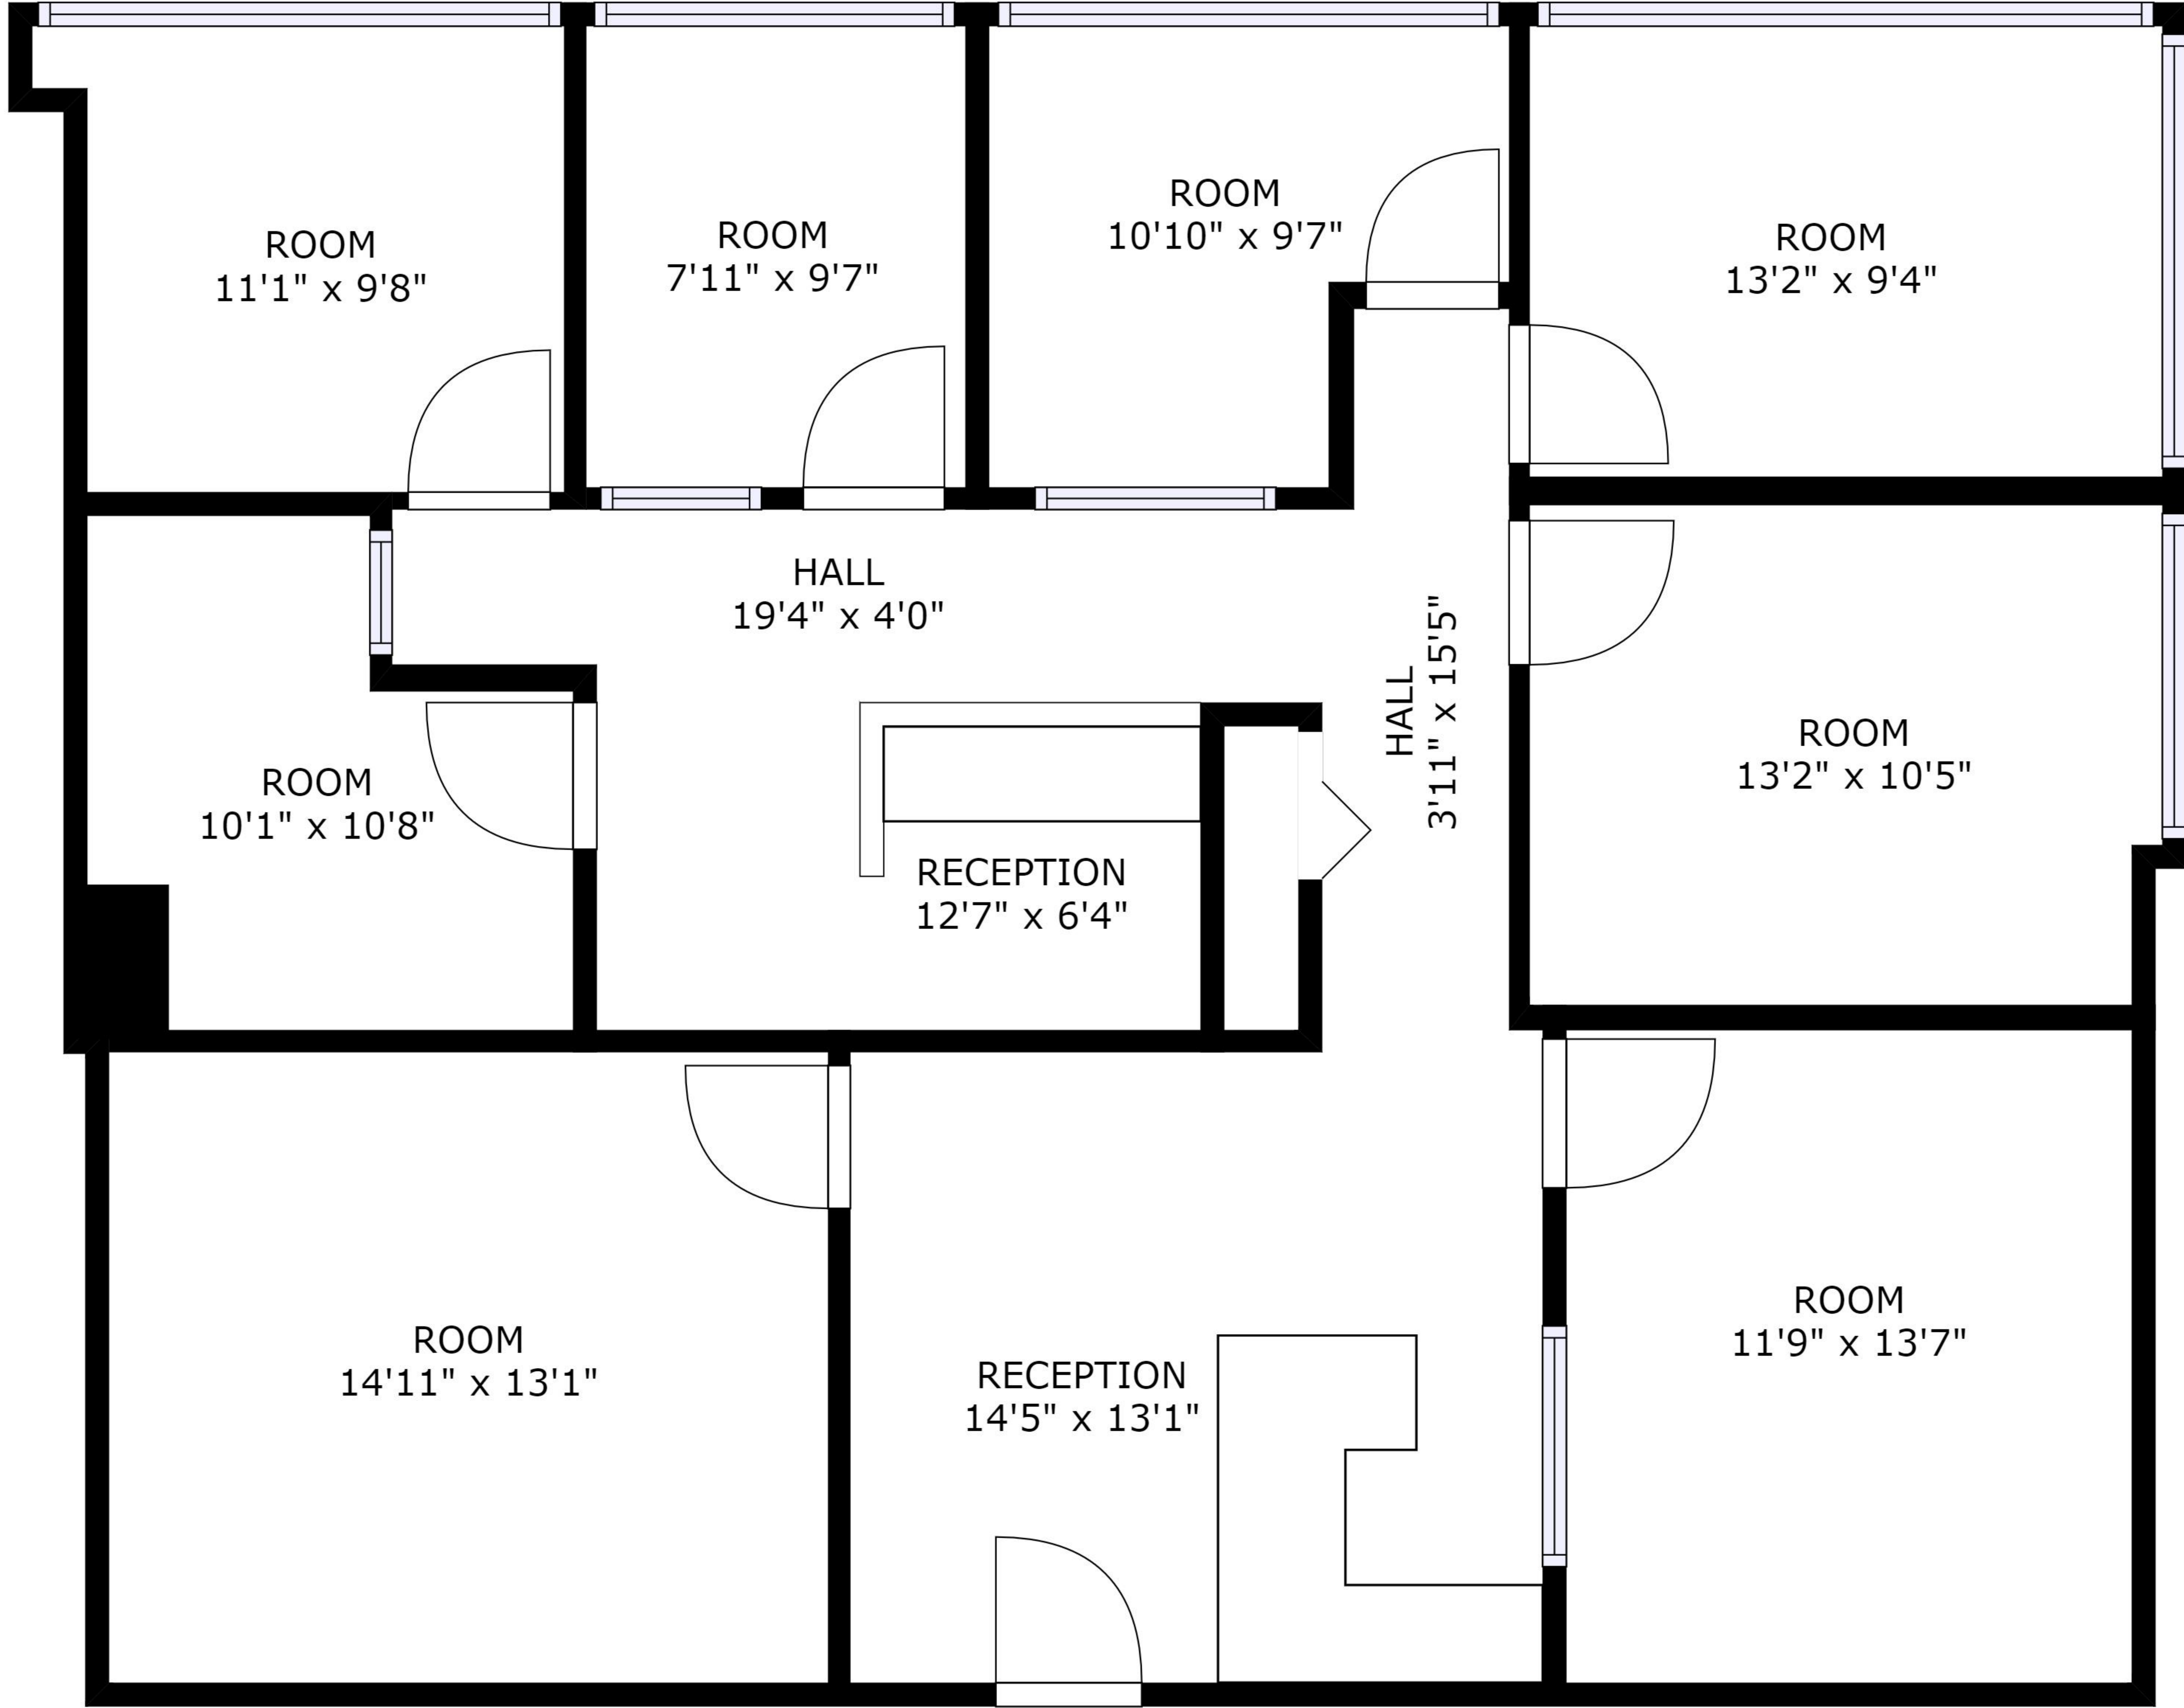 ROOM
11'1" x 9'8"
ROOM
7'11" x 9'7"
ROOM
10'10" x 9'7"
ROOM
13'2" x 9'4"
HALL
19'4" x 4'0"
HALL
3'11" x 15'5"
ROOM
13'2" x 10'5"
ROOM
10'1" x 10'8"
RECEPTION
12'7" x 6'4"
ROOM
14'11" x 13'1"
RECEPTION
14'5" x 13'1"
ROOM
11'9" x 13'7"